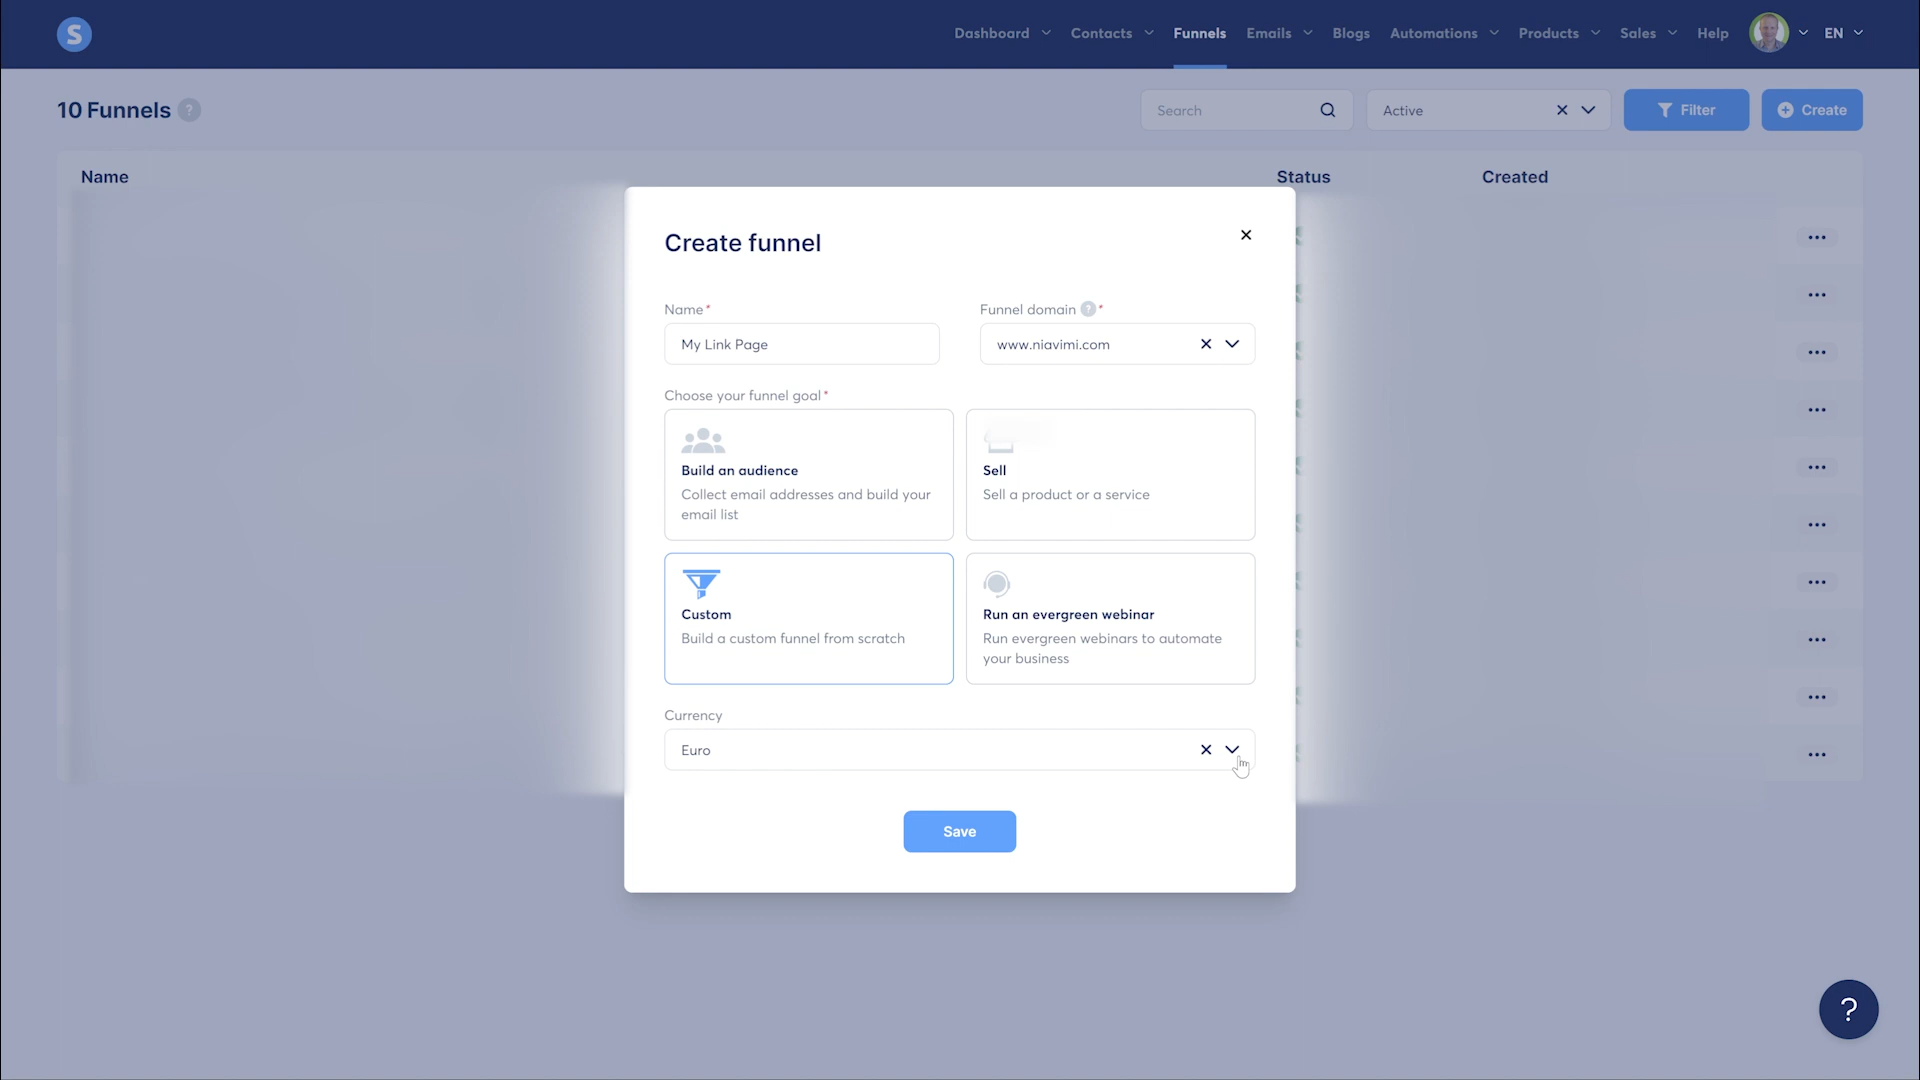 S
Dashboard
Contacts
Funnels
Emails
Blogs
Automations
Products
Sales
Help
EN
10 Funnels ?
Search
Active
Filter
Create
Name
Status
Created
Create funnel
Name*
Funnel domain ? *
My Link Page
www.niavimi.com
Choose your funnel goal*
Build an audience
Collect email addresses and build your
email list
Sell
Sell a product or a service
Custom
Build a custom funnel from scratch
Run an evergreen webinar
Run evergreen webinars to automate
your business
Currency
Euro
Save
?